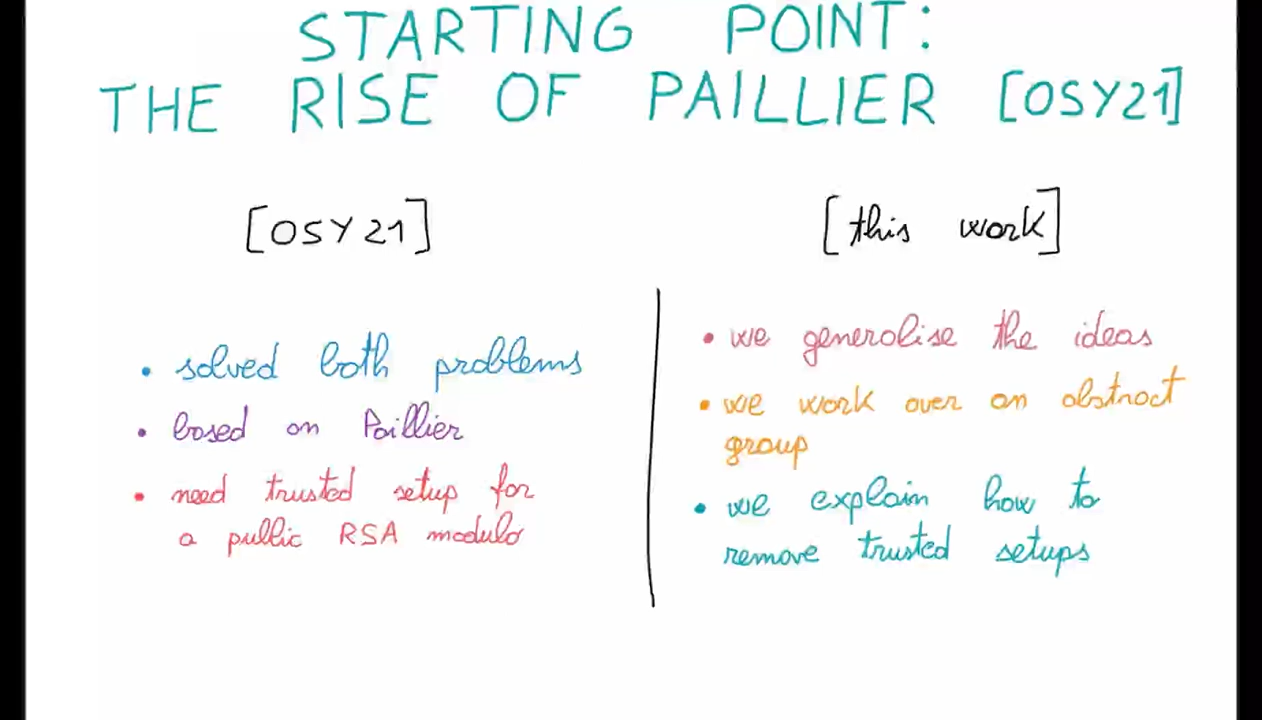 STARTING POINT:
THE RISE OF PAILLIER [OSY21]
[OSY21]
• solved both problems
• based on Paillier
• need trusted setup for
a public RSA modulo
[this work]
• we generalise the ideas
• we work over an abstract
group
• we explain how to
remove trusted setups